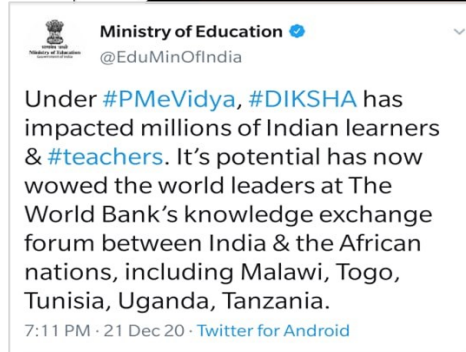 Ministry of Education
@EduMinOfIndia
Under #PMeVidya, #DIKSHA has
impacted millions of Indian learners
& #teachers. It’s potential has now
wowed the world leaders at The
World Bank’s knowledge exchange
forum between India & the African
nations, including Malawi, Togo,
Tunisia, Uganda, Tanzania.
7:11 PM · 21 Dec 20 · Twitter for Android